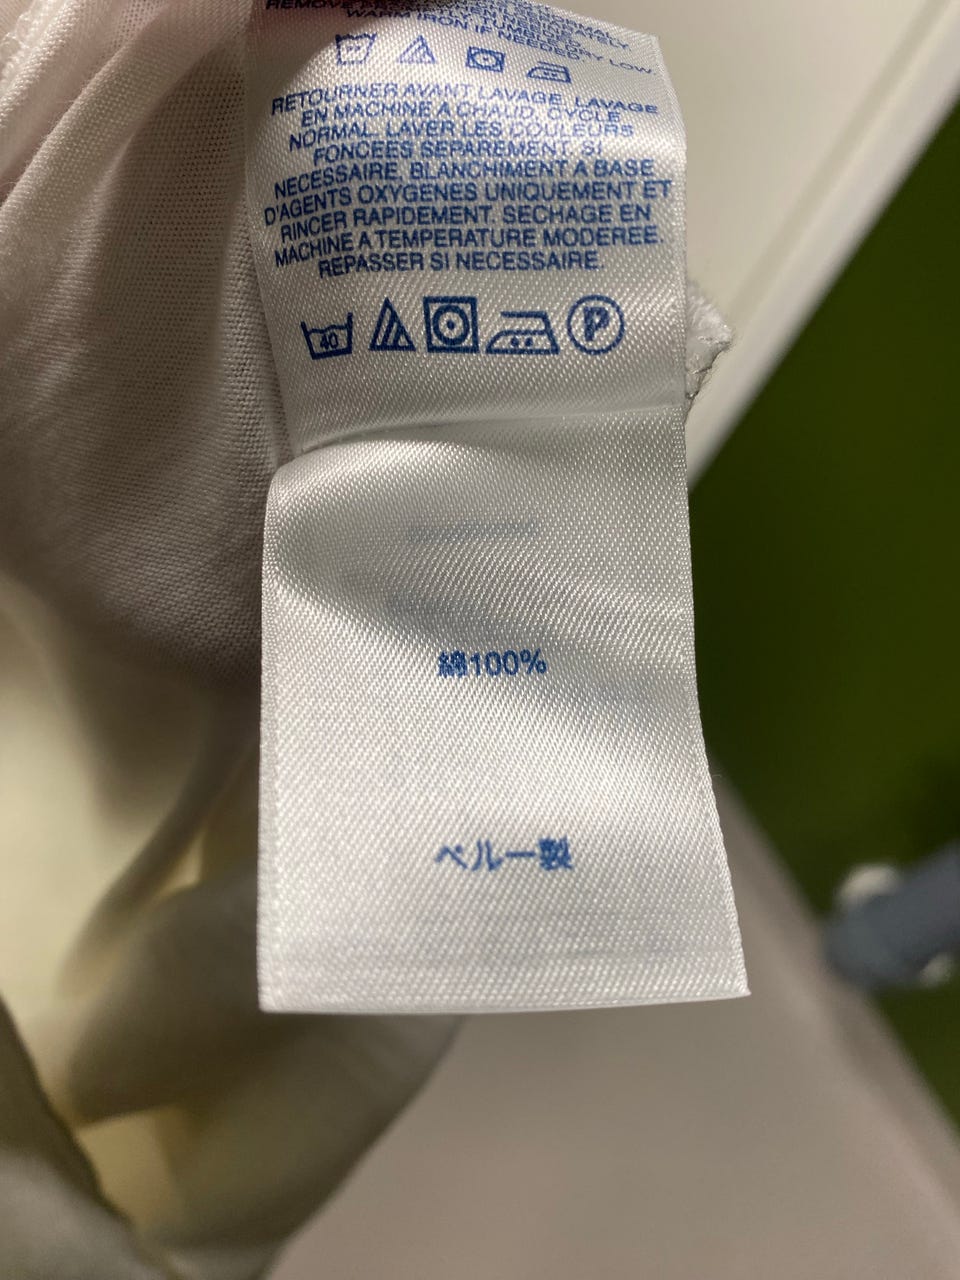 WARM IRON IF NEEDED.
RETOURNER AVANT LAVAGE. LAVAGE
EN MACHINE A CHAUD, CYCLE
NORMAL. LAVER LES COULEURS
FONCEES SEPAREMENT. SI
NECESSAIRE, BLANCHIMENT A BASE
D'AGENTS OXYGENES UNIQUEMENT ET
RINCER RAPIDEMENT. SECHAGE EN
MACHINE A TEMPERATURE MODEREE.
REPASSER SI NECESSAIRE.
40 P
綿100%
ペルー製